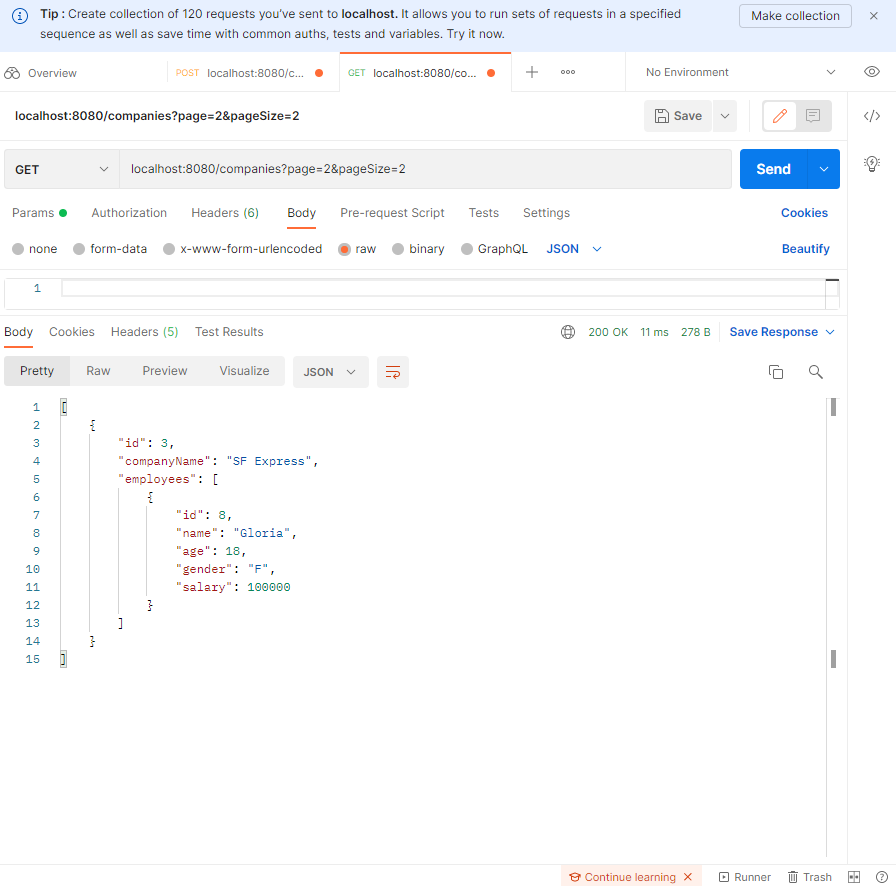 Tip : Create collection of 120 requests you've sent to localhost. It allows you to run sets of requests in a specified
sequence as well as save time with common auths, tests and variables. Try it now.
Make collection
Overview
POST localhost:8080/c...
GET localhost:8080/co...
No Environment
localhost:8080/companies?page=2&pageSize=2
Save
GET
localhost:8080/companies?page=2&pageSize=2
Send
Params
Authorization
Headers (6)
Body
Pre-request Script
Tests
Settings
Cookies
none
form-data
x-www-form-urlencoded
raw
binary
GraphQL
JSON
Beautify
1
Body
Cookies
Headers (5)
Test Results
200 OK
11 ms
278 B
Save Response
Pretty
Raw
Preview
Visualize
JSON
1 [
2 {
3 "id": 3,
4 "companyName": "SF Express",
5 "employees": [
6 {
7 "id": 8,
8 "name": "Gloria",
9 "age": 18,
10 "gender": "F",
11 "salary": 100000
12 }
13 ]
14 }
15 ]
Continue learning
Runner
Trash